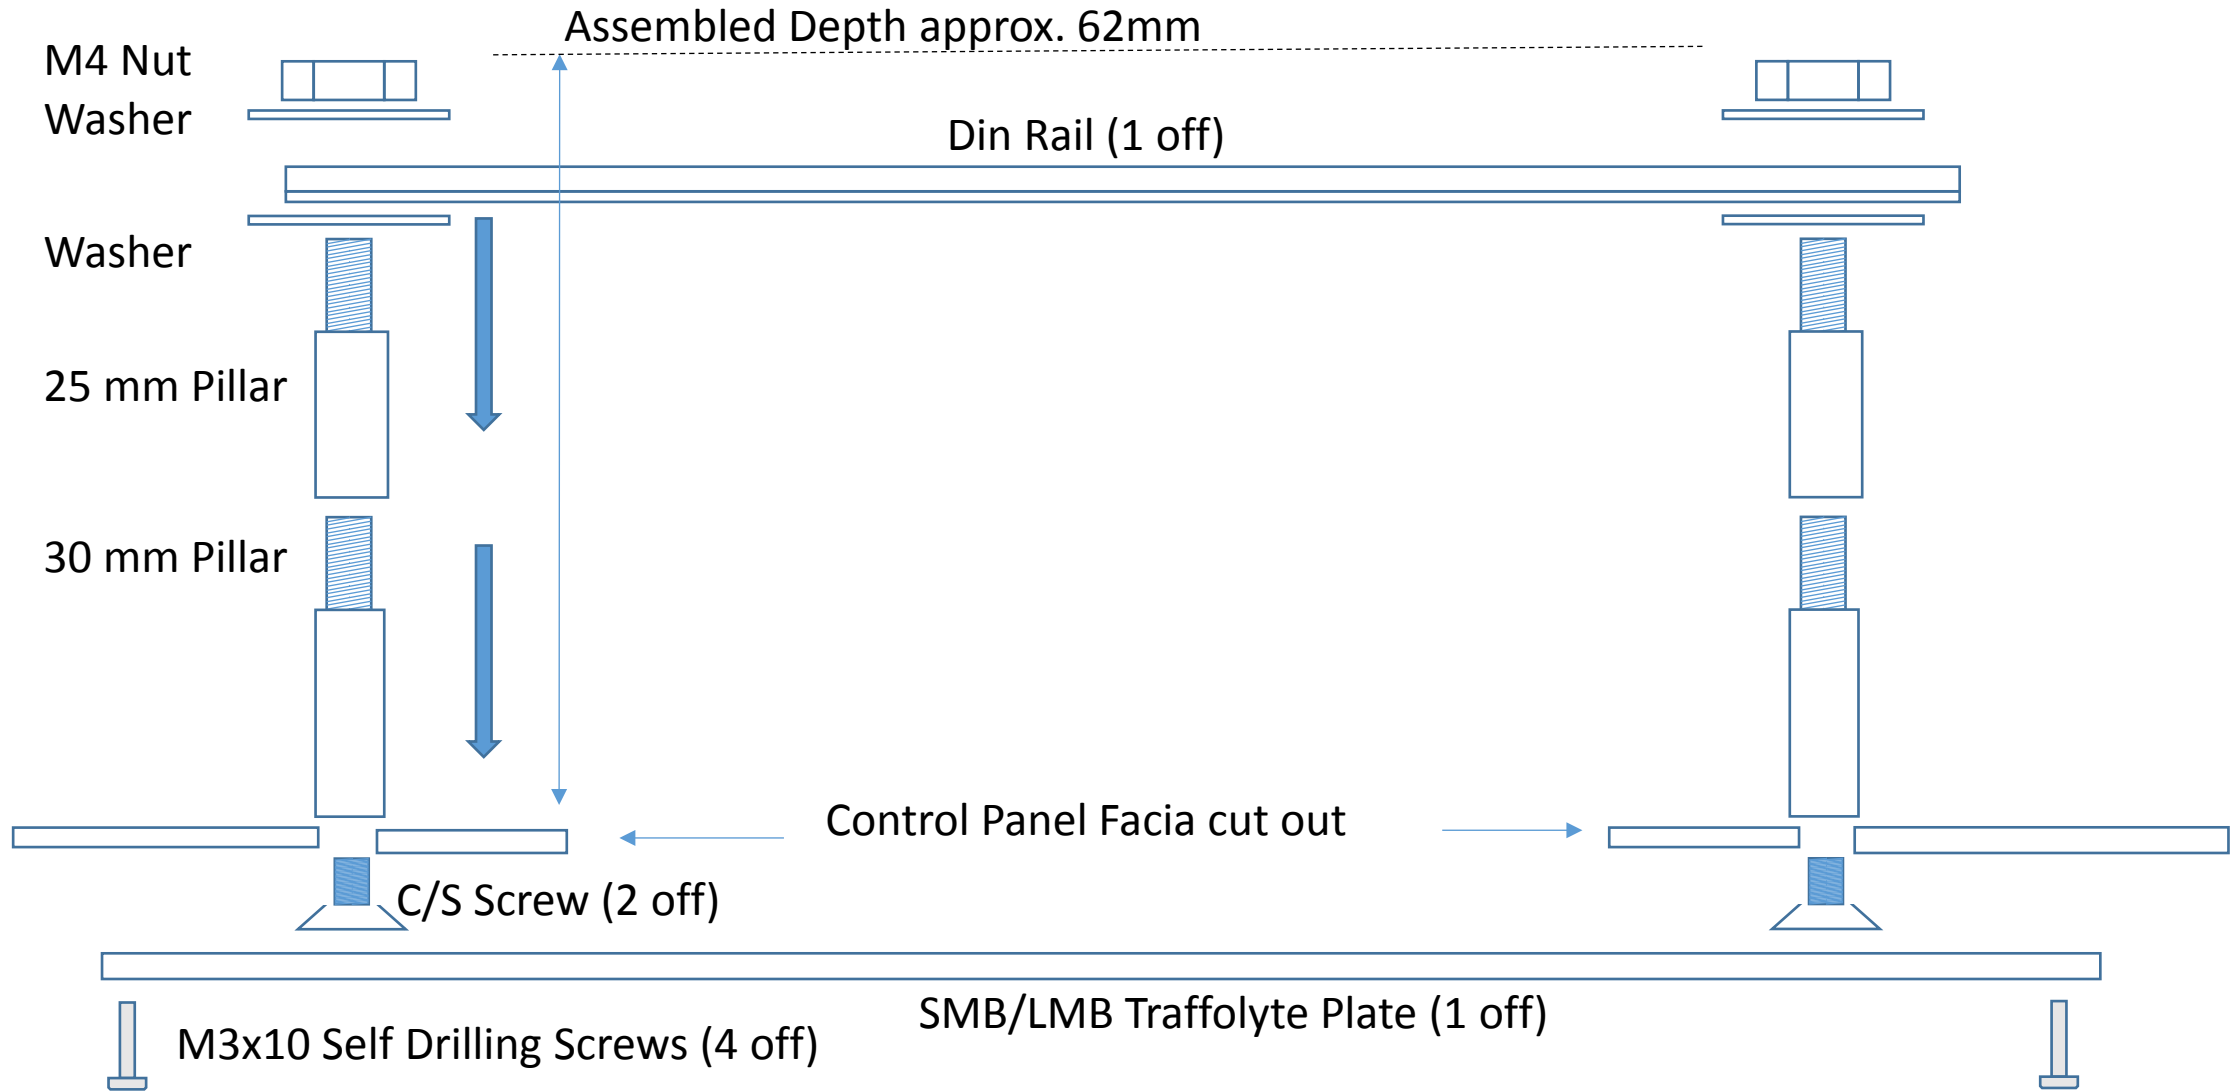 Assembled Depth approx. 62mm
M4 Nut
Washer
Din Rail (1 off)
Washer
25 mm Pillar
30 mm Pillar
Control Panel Facia cut out
C/S Screw (2 off)
SMB/LMB Traffolyte Plate (1 off)
M3x10 Self Drilling Screws (4 off)